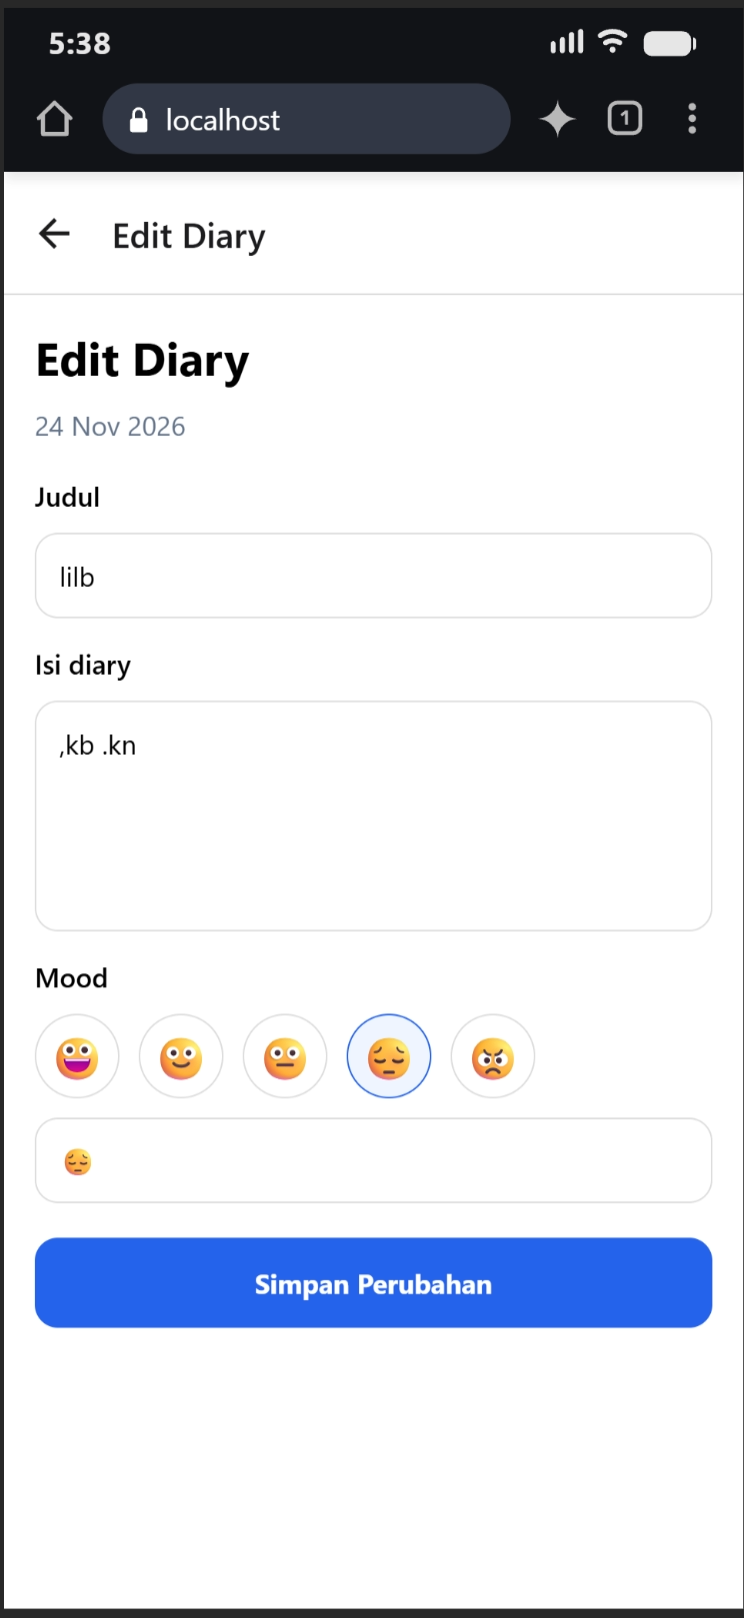 5:38
localhost
1
Edit Diary
Edit Diary
24 Nov 2026
Judul
lilb
Isi diary
,kb .kn
Mood
Simpan Perubahan